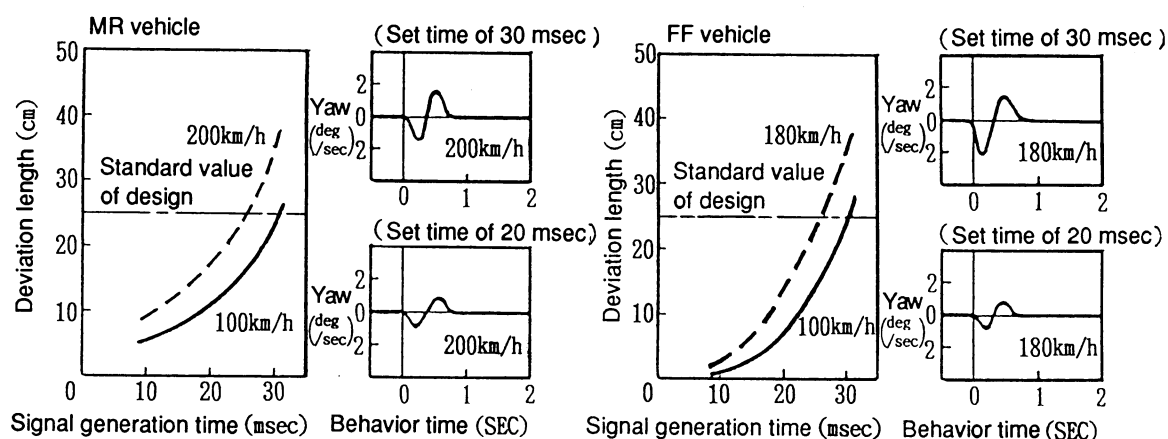 MR vehicle
50
40
30
20
10
0
10
20
30
Deviation length (cm)
200km/h
Standard value
of design
100km/h
Signal generation time (msec)
(Set time of 30 msec)
Yaw
(deg
/sec)
2
0
2
200km/h
0
1
2
(Set time of 20 msec)
Yaw
(deg
/sec)
2
0
2
200km/h
0
1
2
Behavior time (SEC)
FF vehicle
50
40
30
20
10
0
10
20
30
Deviation length (cm)
180km/h
Standard value
of design
100km/h
Signal generation time (msec)
(Set time of 30 msec)
Yaw
(deg
/sec)
2
0
2
180km/h
0
1
2
(Set time of 20 msec)
Yaw
(deg
/sec)
2
0
2
180km/h
0
1
2
Behavior time (SEC)